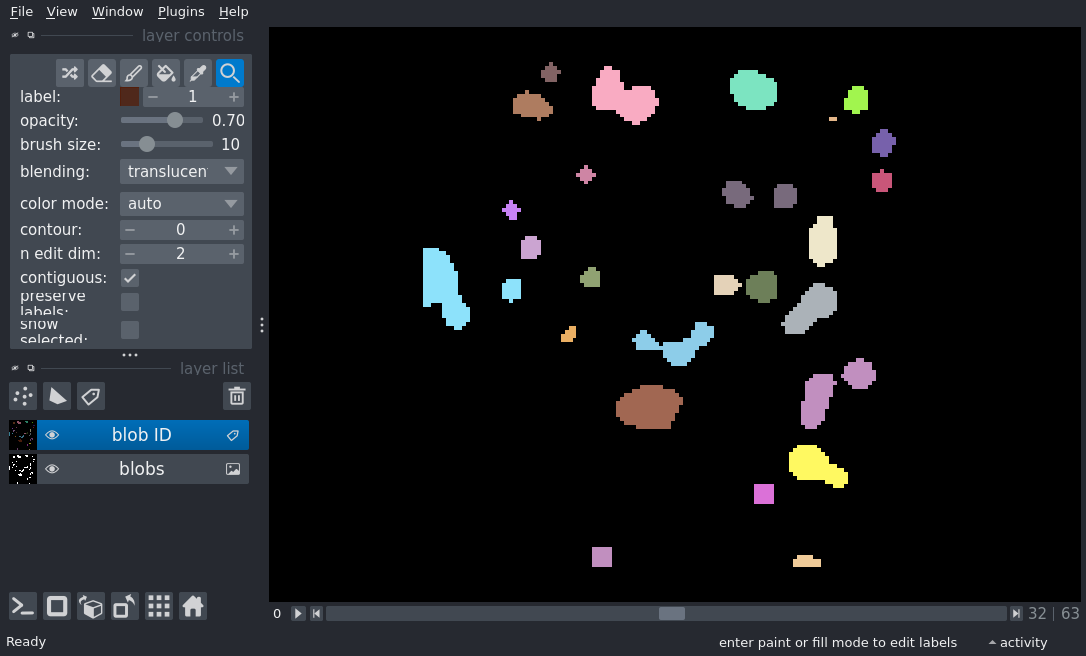 File View Window Plugins Help
layer controls
label: 1
opacity: 0.70
brush size: 10
blending: translucen
color mode: auto
contour: 0
n edit dim: 2
contiguous:
preserve
labels:
show
selected:
layer list
blob ID
blobs
0 32 | 63
Ready enter paint or fill mode to edit labels activity